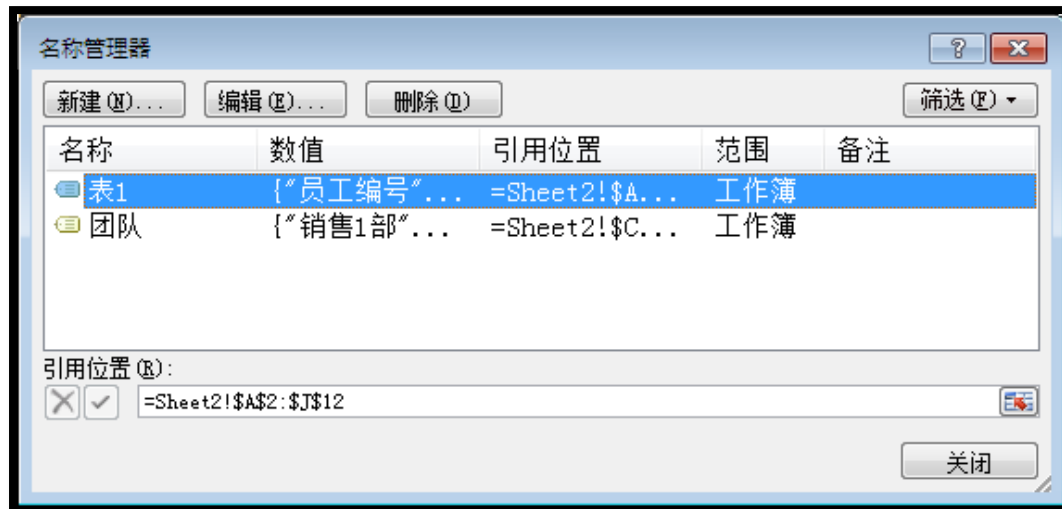 名称管理器
新建(N)... 编辑(E)... 删除(D) 筛选(F)
名称 数值 引用位置 范围 备注
表1 {"员工编号"... =Sheet2!$A... 工作簿
团队 {"销售1部"... =Sheet2!$C... 工作簿
引用位置(R):
=Sheet2!$A$2:$J$12
关闭